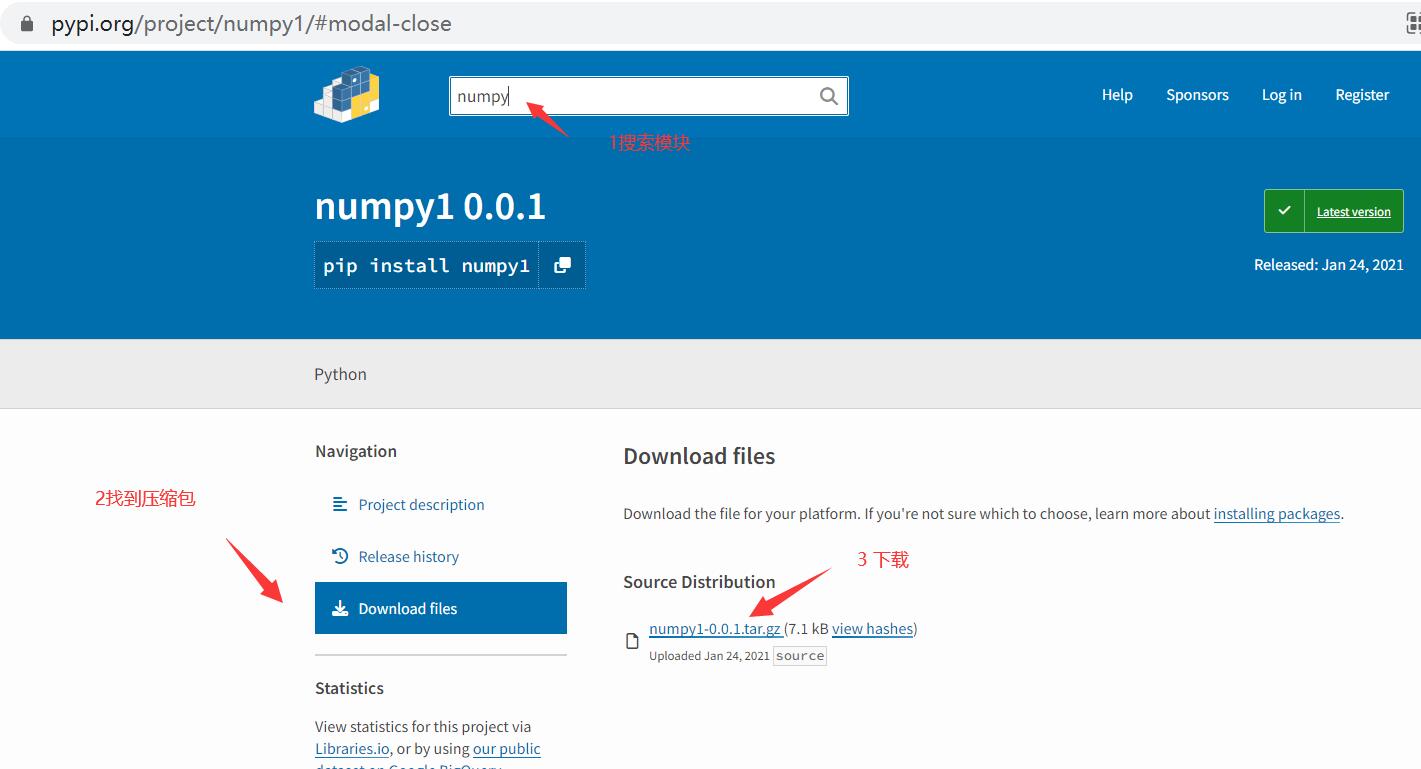 pypi.org/project/numpy1/#modal-close
numpy
Help
Sponsors
Log in
Register
1搜索模块
numpy1 0.0.1
Latest version
pip install numpy1
Released: Jan 24, 2021
Python
Navigation
Download files
2找到压缩包
Project description
Download the file for your platform. If you're not sure which to choose, learn more about installing packages.
Release history
3 下载
Source Distribution
Download files
numpy1-0.0.1.tar.gz (7.1 kB view hashes)
Uploaded Jan 24, 2021 source
Statistics
View statistics for this project via
Libraries.io, or by using our public
dataset on Google BigQuery